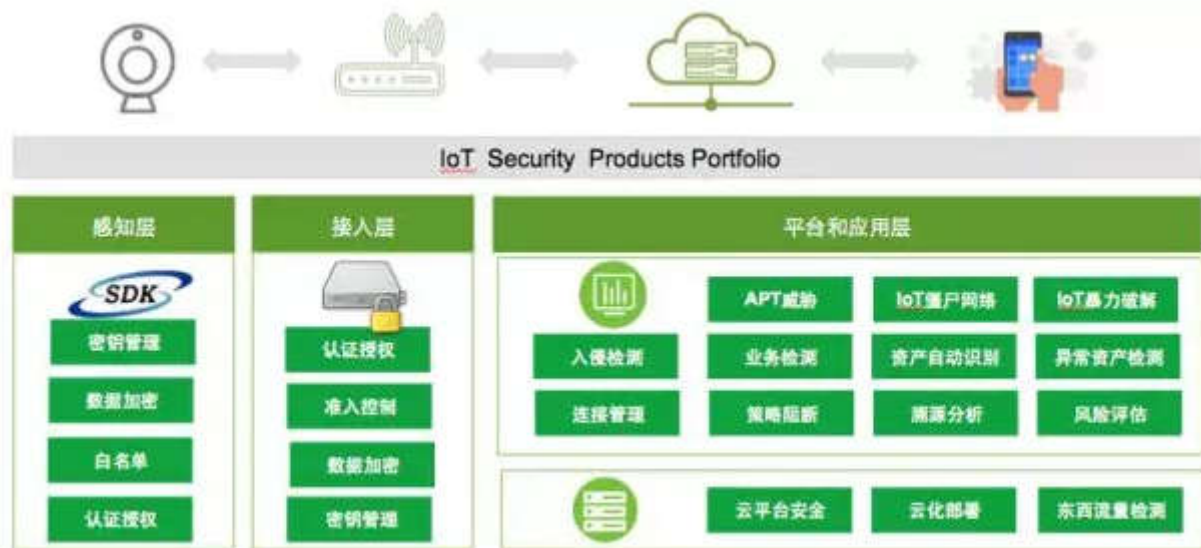 IoT Security Products Portfolio
感知层
SDK
密钥管理
数据加密
白名单
认证授权
接入层
认证授权
准入控制
数据加密
密钥管理
平台和应用层
APT威胁
IoT僵尸网络
IoT暴力破解
入侵检测
业务检测
资产自动识别
异常资产检测
连接管理
策略阻断
溯源分析
风险评估
云平台安全
云化部署
东西流量检测